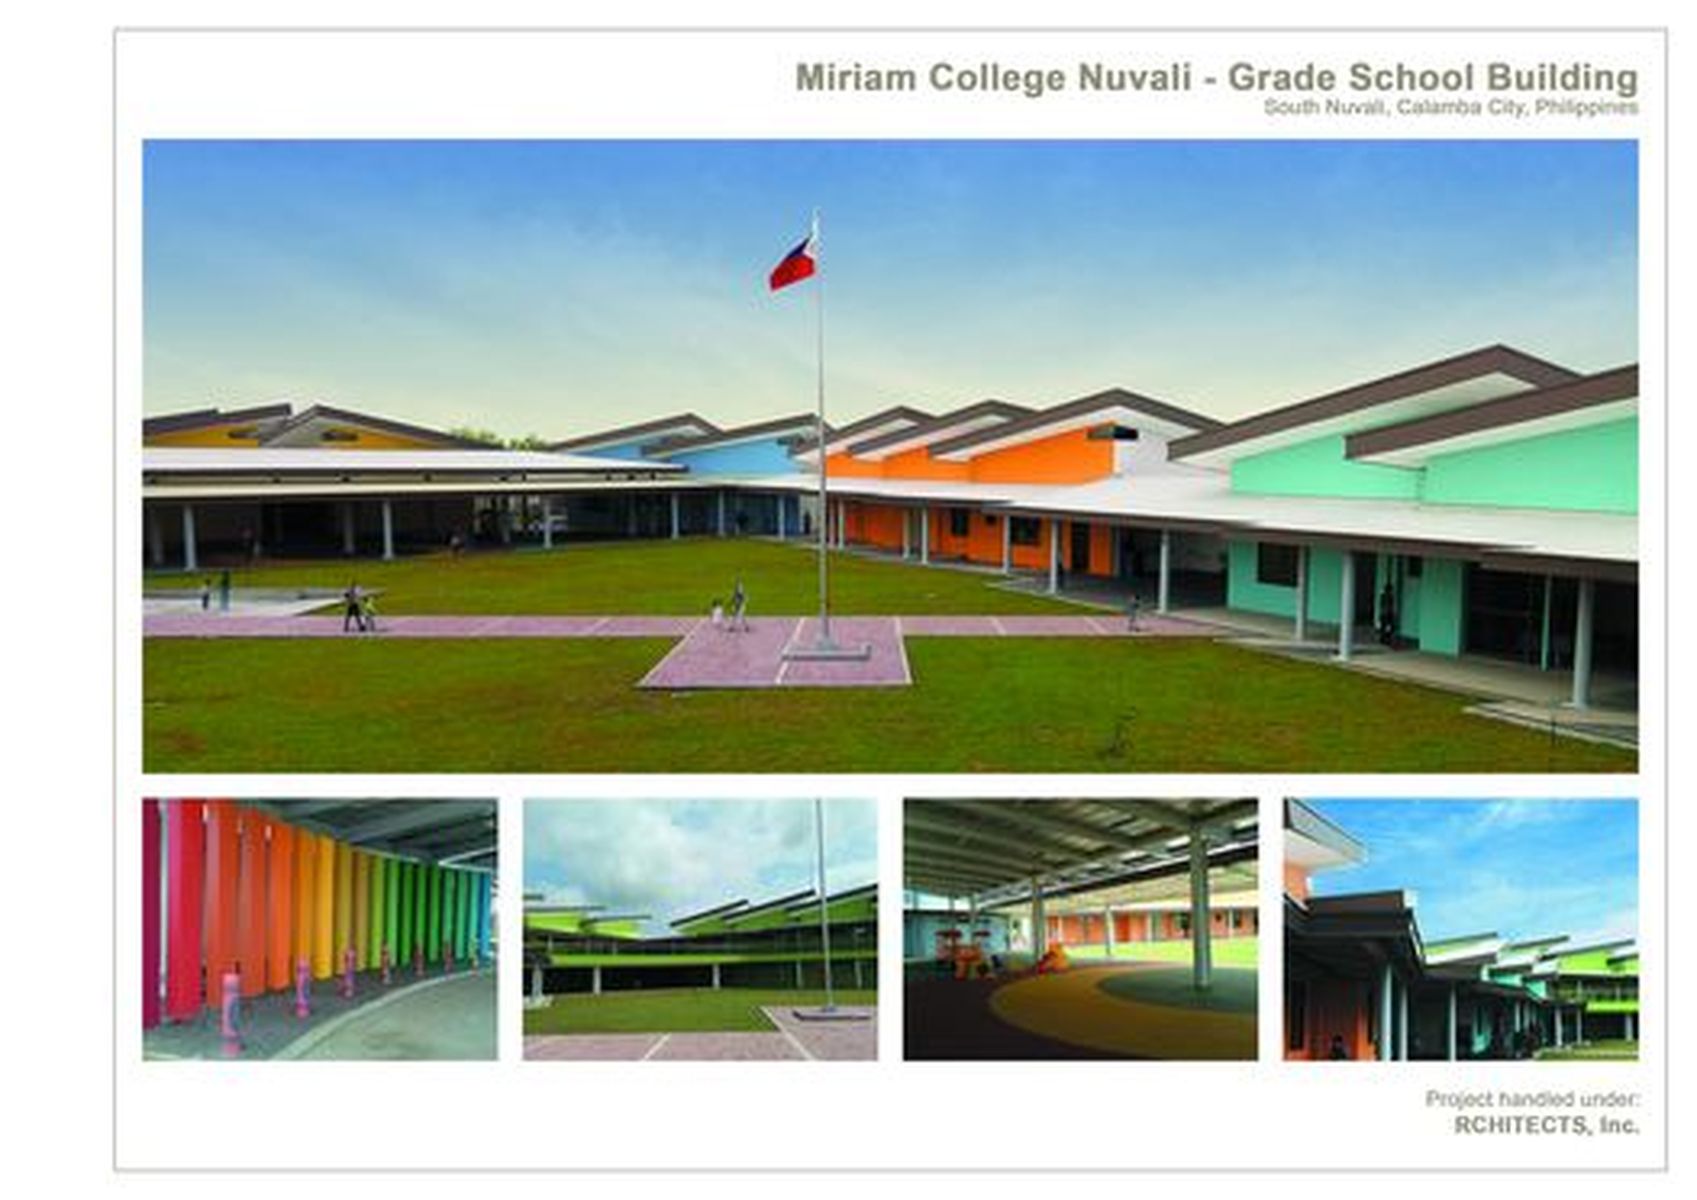 Miriam College Nuvali - Grade School Building
South Nuvali, Calamba City, Philippines
Project handled under:
RCHITECTS, Inc.